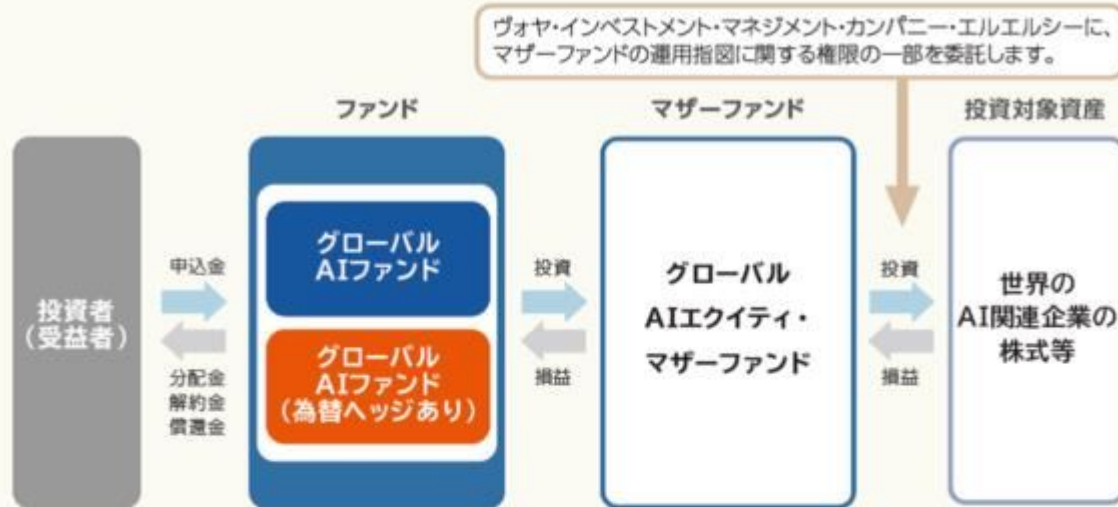 ヴォヤ・インベストメント・マネジメント・カンパニー・エルエルシーに、
マザーファンドの運用指図に関する権限の一部を委託します。
ファンド
マザーファンド
投資対象資産
投資者
(受益者)
申込金
分配金
解約金
償還金
グローバル
AIファンド
グローバル
AIファンド
(為替ヘッジあり)
投資
損益
グローバル
AIエクイティ・
マザーファンド
投資
損益
世界の
AI関連企業の
株式等